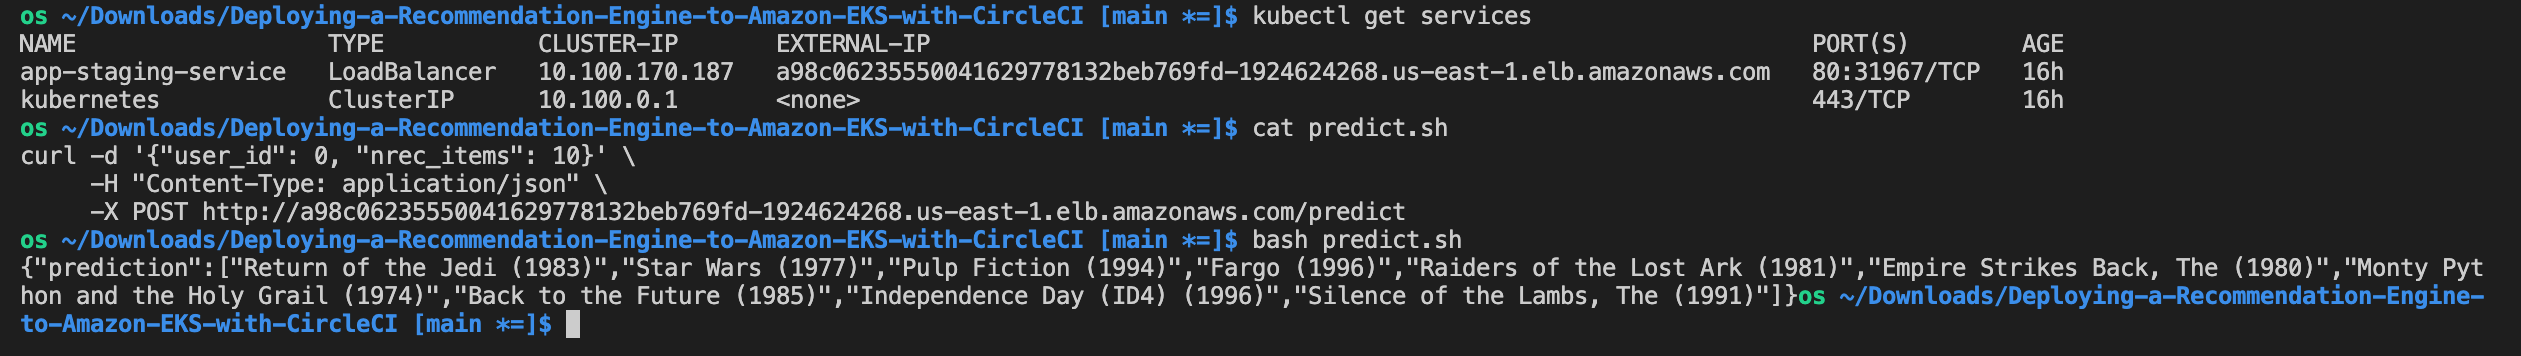 os ~/Downloads/Deploying-a-Recommendation-Engine-to-Amazon-EKS-with-CircleCI [main *=]$ kubectl get services
NAME TYPE CLUSTER-IP EXTERNAL-IP PORT(S) AGE
app-staging-service LoadBalancer 10.100.170.187 a98c06235550041629778132beb769fd-1924624268.us-east-1.elb.amazonaws.com 80:31967/TCP 16h
kubernetes ClusterIP 10.100.0.1 <none> 443/TCP 16h
os ~/Downloads/Deploying-a-Recommendation-Engine-to-Amazon-EKS-with-CircleCI [main *=]$ cat predict.sh
curl -d '{"user_id": 0, "nrec_items": 10}' \
-H "Content-Type: application/json" \
-X POST http://a98c06235550041629778132beb769fd-1924624268.us-east-1.elb.amazonaws.com/predict
os ~/Downloads/Deploying-a-Recommendation-Engine-to-Amazon-EKS-with-CircleCI [main *=]$ bash predict.sh
{"prediction":["Return of the Jedi (1983)","Star Wars (1977)","Pulp Fiction (1994)","Fargo (1996)","Raiders of the Lost Ark (1981)","Empire Strikes Back, The (1980)","Monty Pyt
hon and the Holy Grail (1974)","Back to the Future (1985)","Independence Day (ID4) (1996)","Silence of the Lambs, The (1991)"]}os ~/Downloads/Deploying-a-Recommendation-Engine-
to-Amazon-EKS-with-CircleCI [main *=]$